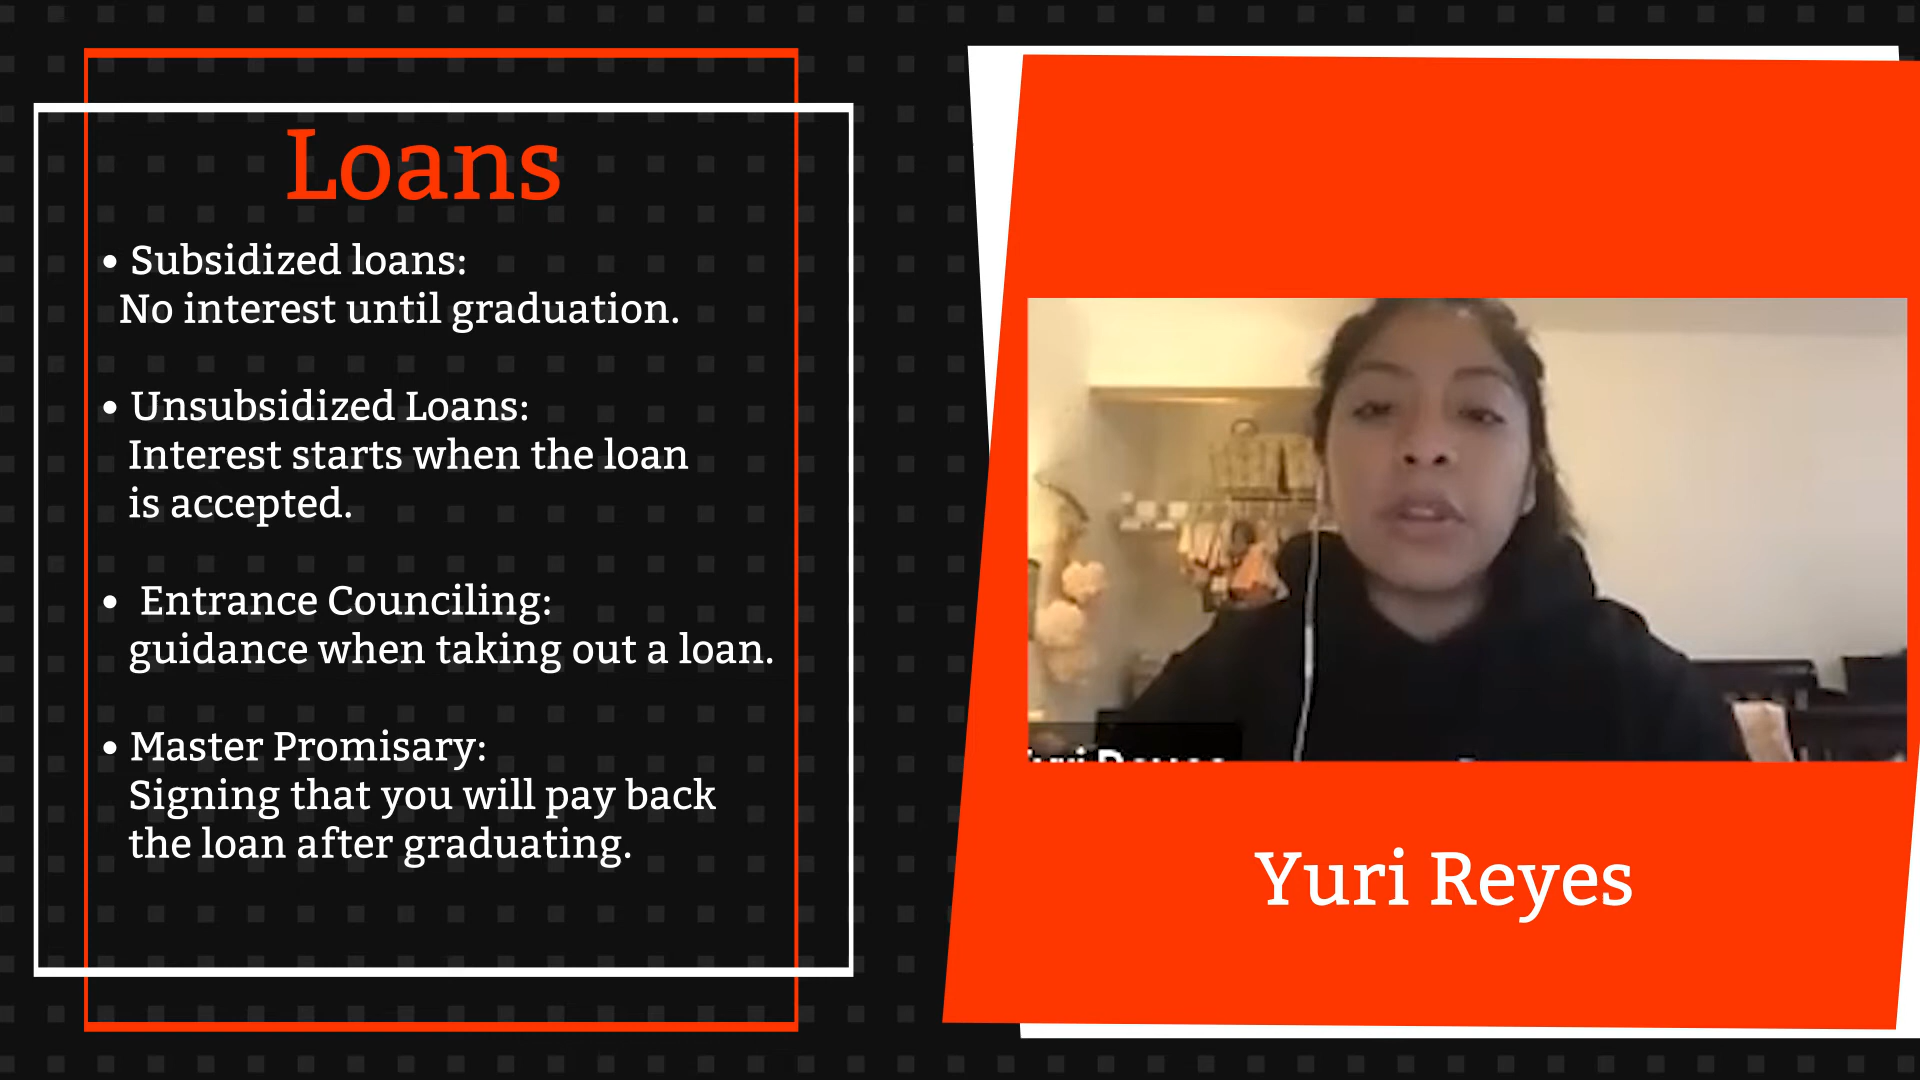 Loans
• Subsidized loans:
No interest until graduation.
• Unsubsidized Loans:
Interest starts when the loan
is accepted.
• Entrance Counciling:
guidance when taking out a loan.
• Master Promisary:
Signing that you will pay back
the loan after graduating.
Yuri Reyes